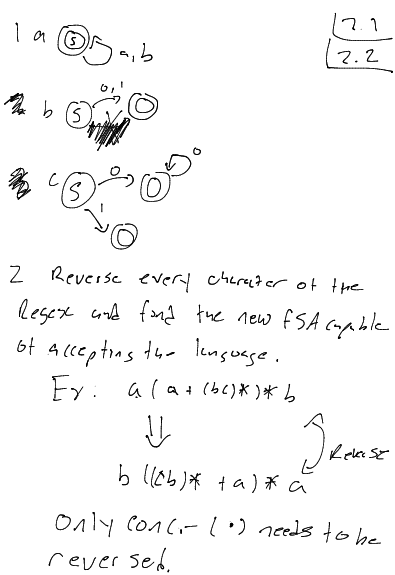 2.1
2.2
1 a S a,b
b S 0,1
c S 0 0
1
2 Reverse every character of the
Regex and find the new FSA capable
of accepting the language.
Ex: a(a+(bc)*)*b
Reverse
b((cb)*+a)*a
Only conc. (·) needs to be
reversed.